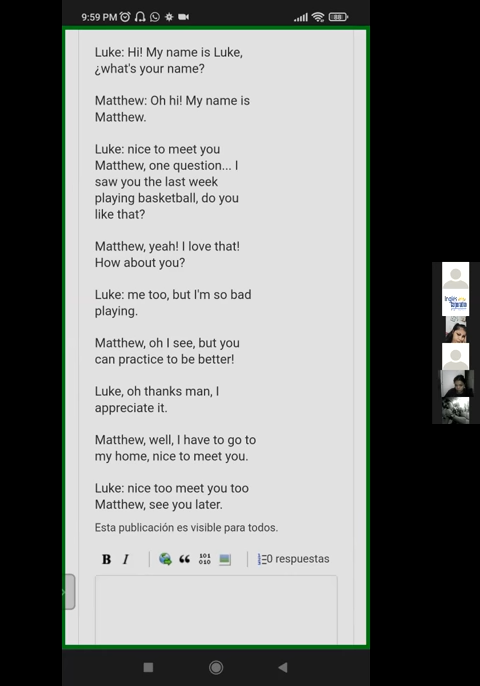 9:59 PM
Luke: Hi! My name is Luke,
¿what's your name?
Matthew: Oh hi! My name is
Matthew.
Luke: nice to meet you
Matthew, one question... I
saw you the last week
playing basketball, do you
like that?
Matthew, yeah! I love that!
How about you?
Luke: me too, but I'm so bad
playing.
Matthew, oh I see, but you
can practice to be better!
Luke, oh thanks man, I
appreciate it.
Matthew, well, I have to go to
my home, nice to meet you.
Luke: nice too meet you too
Matthew, see you later.
Esta publicación es visible para todos.
B I 101 0 respuestas
010